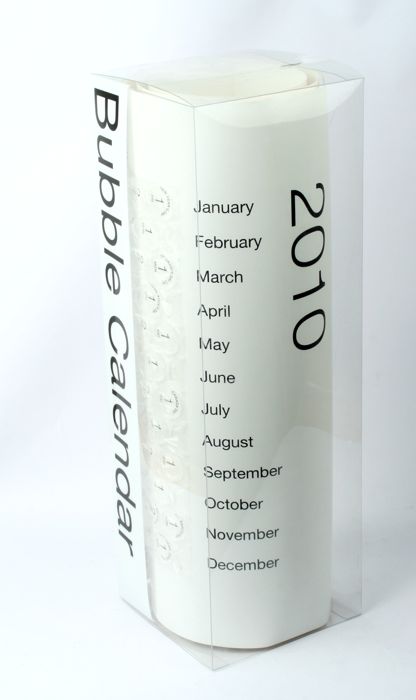 Bubble Calendar
2010
January
February
March
April
May
June
July
August
September
October
November
December